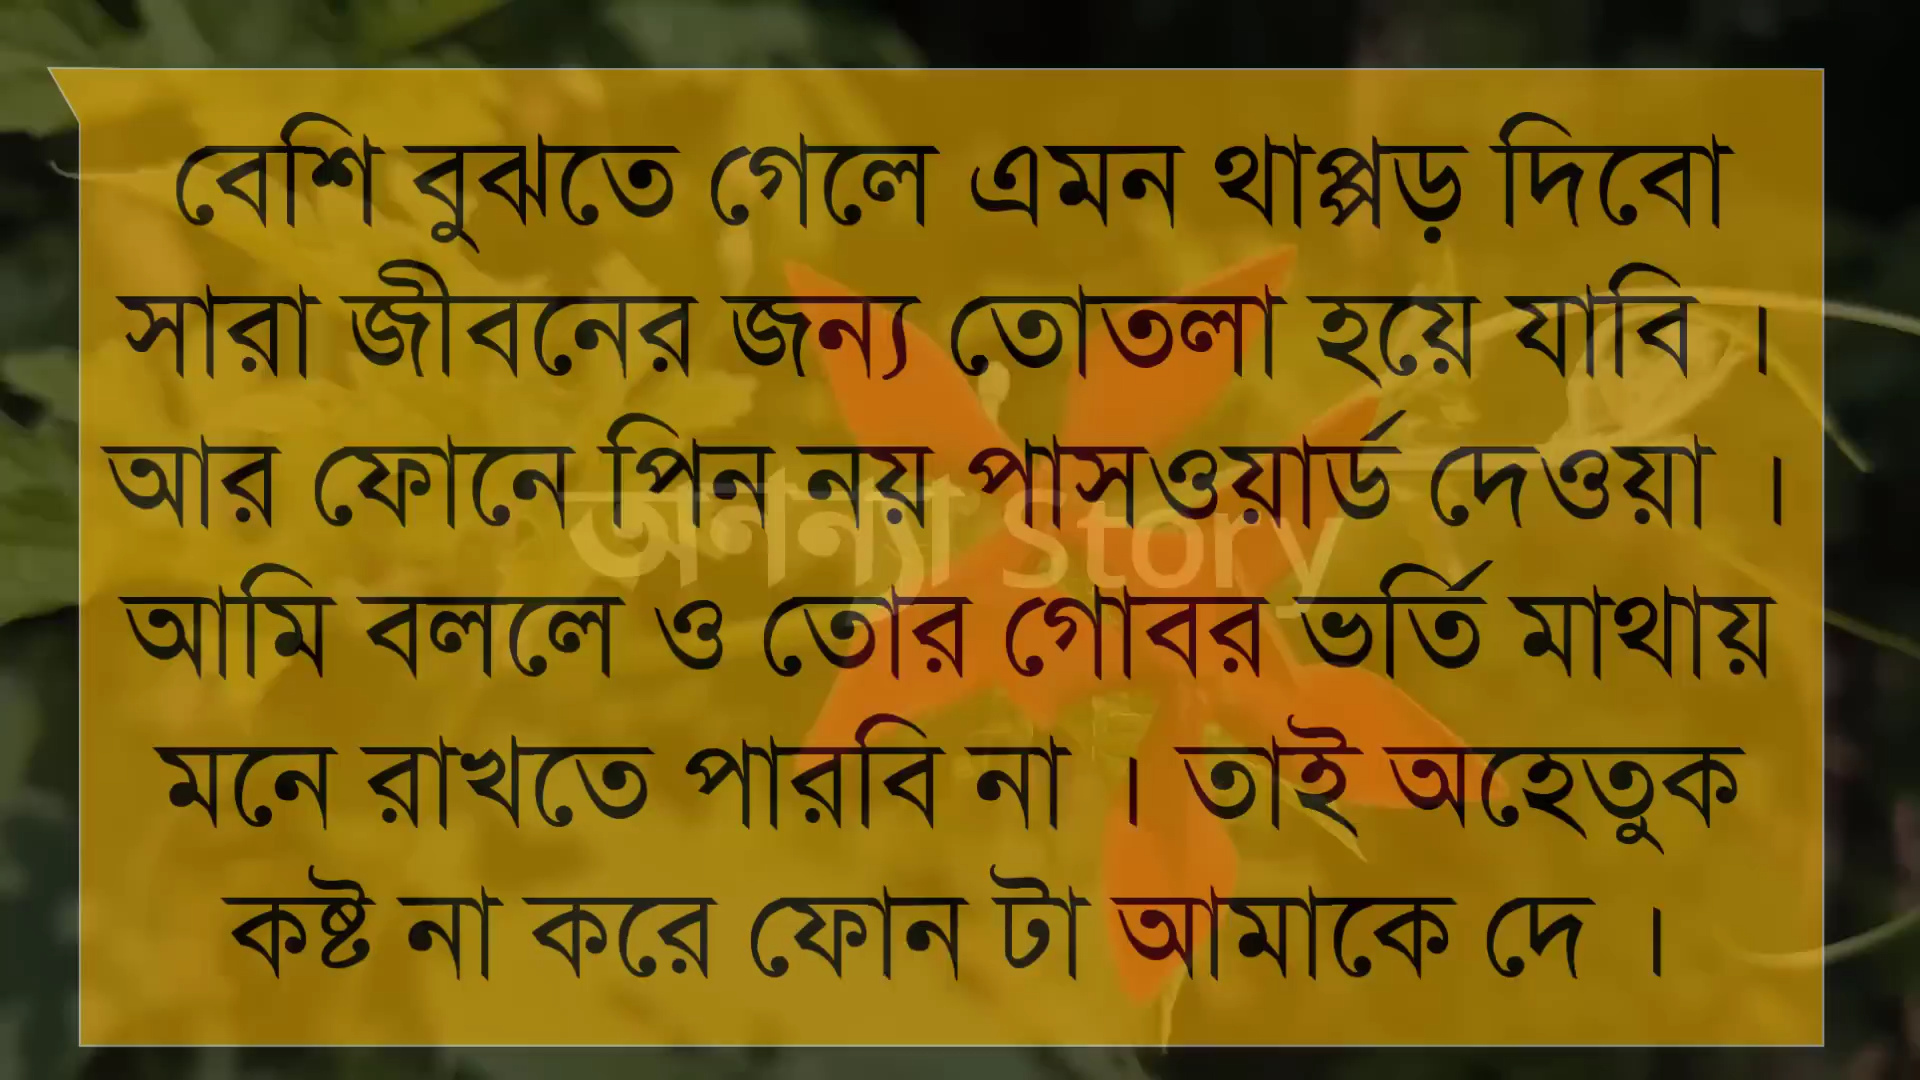 বেশি বুঝতে গেলে এমন থাপ্পড় দিবো
সারা জীবনের জন্য তোতলা হয়ে যাবি ।
আর ফোনে পিন নয় পাসওয়ার্ড দেওয়া ।
অনন্যা Story
আমি বললে ও তোর গোবর ভর্তি মাথায়
মনে রাখতে পারবি না । তাই অহেতুক
কষ্ট না করে ফোন টা আমাকে দে ।